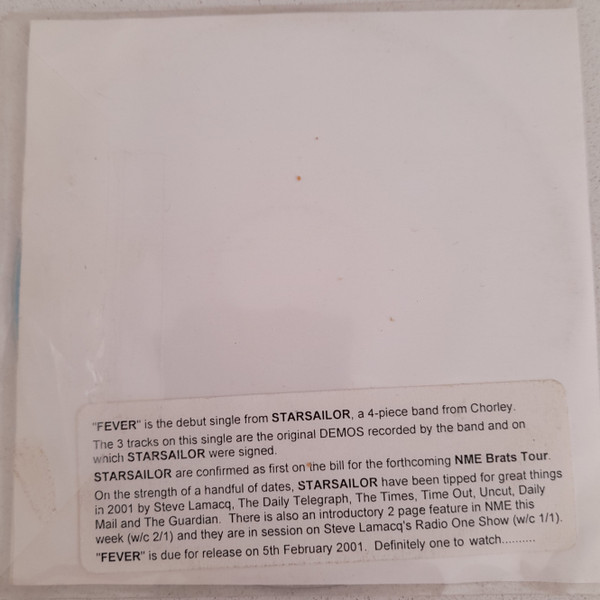 "FEVER" is the debut single from STARSAILOR, a 4-piece band from Chorley.
The 3 tracks on this single are the original DEMOS recorded by the band and on
which STARSAILOR were signed.
STARSAILOR are confirmed as first on the bill for the forthcoming NME Brats Tour.
On the strength of a handful of dates, STARSAILOR have been tipped for great things
in 2001 by Steve Lamacq, The Daily Telegraph, The Times, Time Out, Uncut, Daily
Mail and The Guardian. There is also an introductory 2 page feature in NME this
week (w/c 2/1) and they are in session on Steve Lamacq's Radio One Show (w/c 1/1).
"FEVER" is due for release on 5th February 2001. Definitely one to watch..........